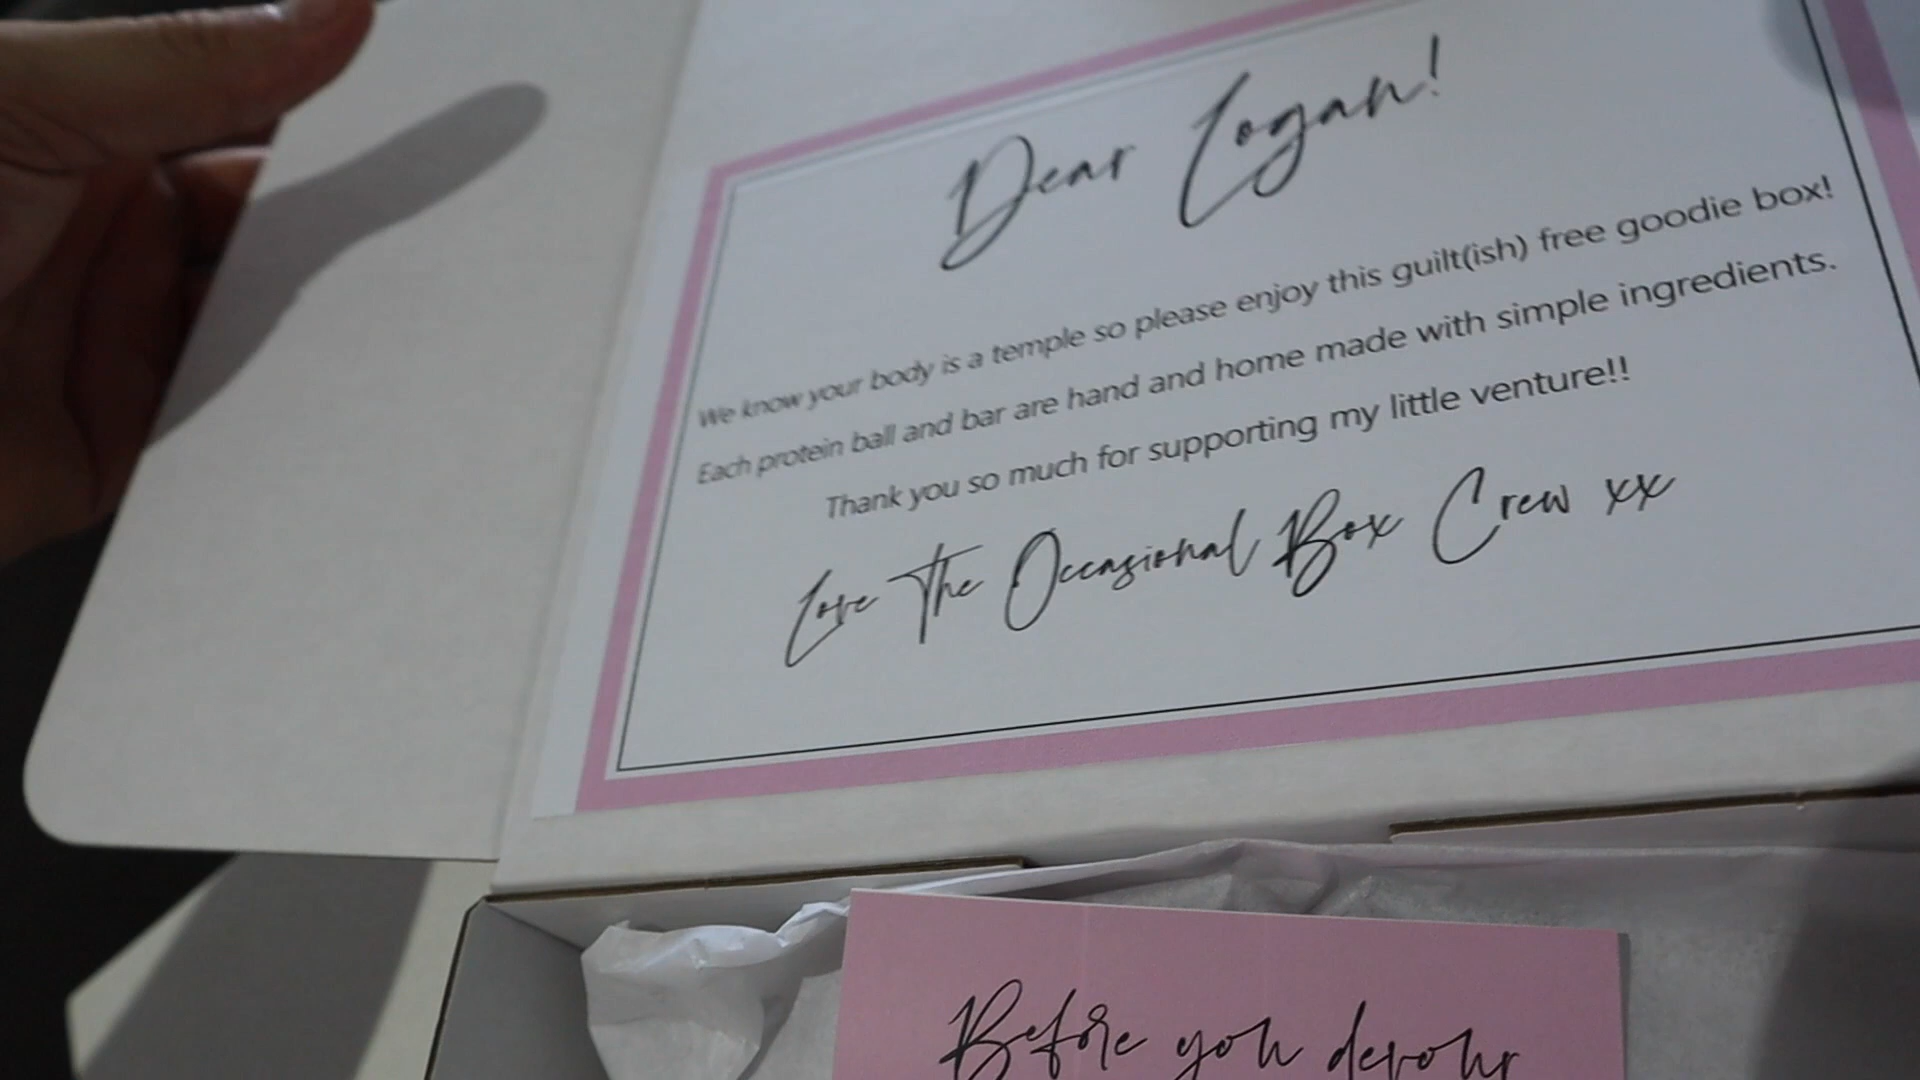 Dear Logan!
We know your body is a temple so please enjoy this guilt(ish) free goodie box!
Each protein ball and bar are hand and home made with simple ingredients.
Thank you so much for supporting my little venture!!
Love The Occasional Box Crew xx
Before you devour